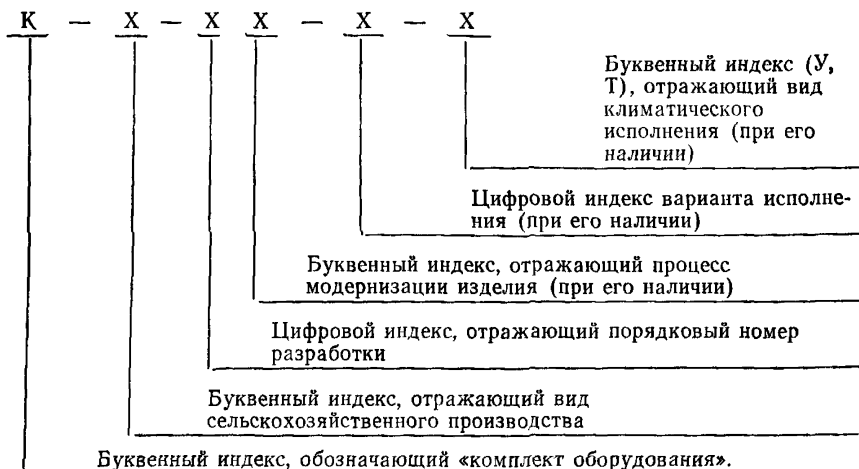 К — Х — Х Х — Х — Х
Буквенный индекс (У,
Т), отражающий вид
климатического
исполнения (при его
наличии)
Цифровой индекс варианта исполне-
ния (при его наличии)
Буквенный индекс, отражающий процесс
модернизации изделия (при его наличии)
Цифровой индекс, отражающий порядковый номер
разработки
Буквенный индекс, отражающий вид
сельскохозяйственного производства
Буквенный индекс, обозначающий «комплект оборудования».